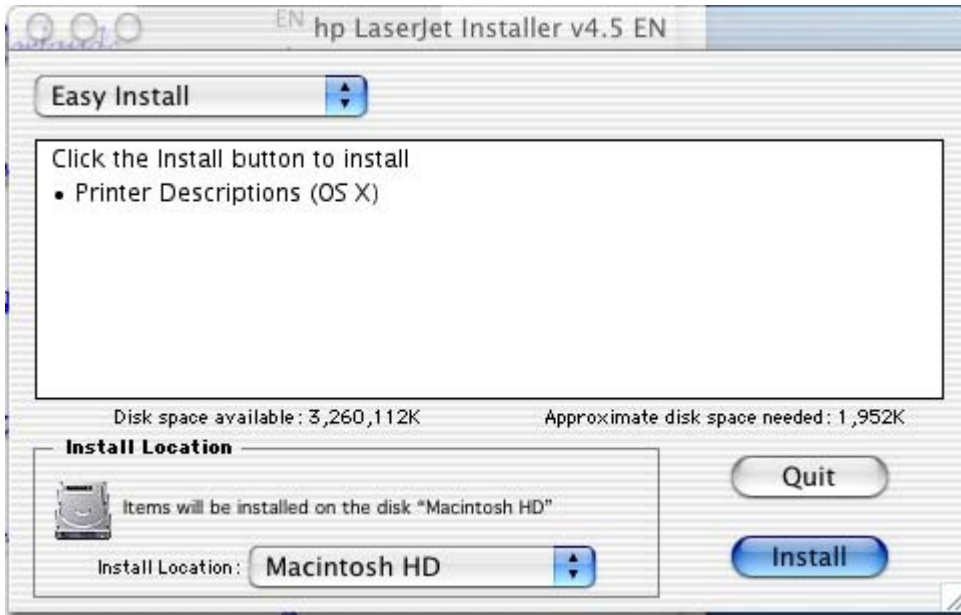 EN
hp LaserJet Installer v4.5 EN
Easy Install
Click the Install button to install
• Printer Descriptions (OS X)
Disk space available: 3,260,112K
Approximate disk space needed: 1,952K
Install Location
Items will be installed on the disk “Macintosh HD”
Install Location: Macintosh HD
Quit
Install